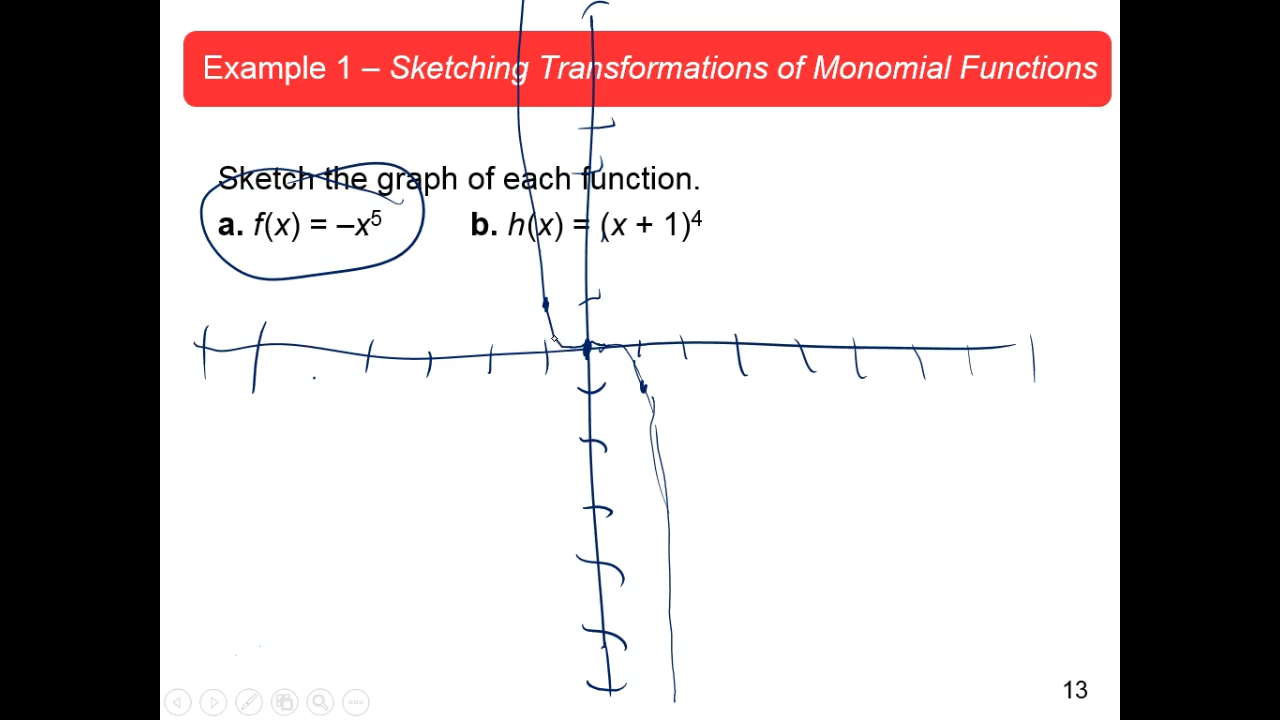 Example 1 – Sketching Transformations of Monomial Functions
Sketch the graph of each function.
a. f(x) = –x⁵ b. h(x) = (x + 1)⁴
13